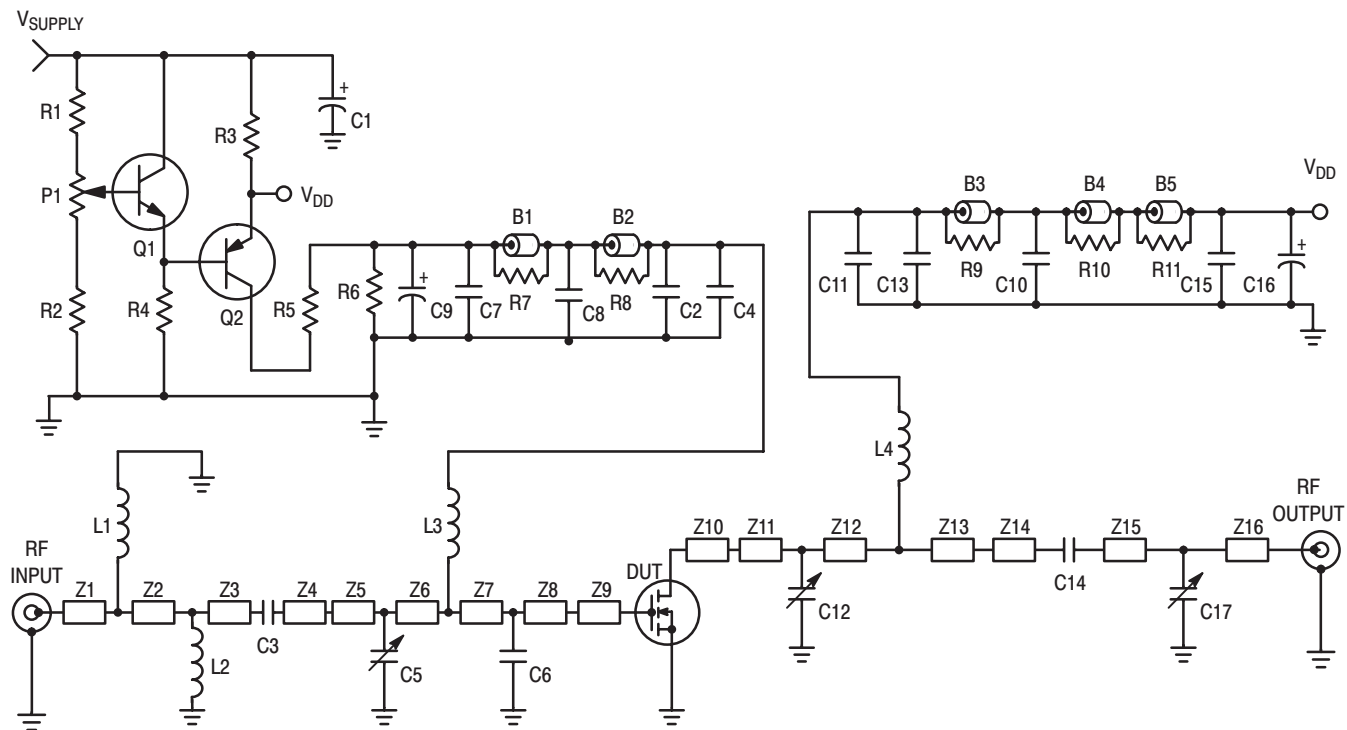 VSUPPLY
R1
R3
C1
+
P1
VDD
Q1
R2
R4
Q2
R5
R6
+
C9
C7
B1
R7
C8
B2
R8
C2
C4
B3
R9
B4
R10
B5
R11
VDD
C11
C13
C10
C15
C16
+
L1
L3
L4
RF
INPUT
Z1
Z2
Z3
Z4
Z5
Z6
Z7
Z8
Z9
C3
L2
C5
C6
DUT
Z10
Z11
Z12
Z13
Z14
Z15
Z16
C12
C14
C17
RF
OUTPUT